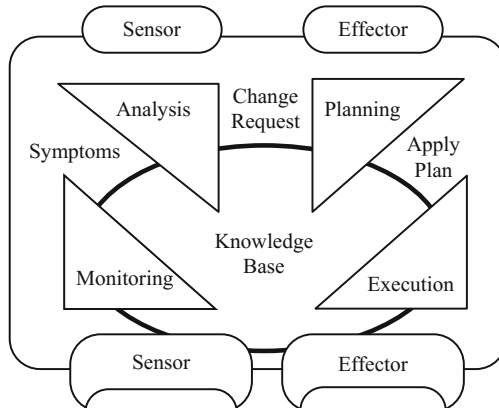 Sensor
Effector
Analysis
Change
Request
Planning
Symptoms
Apply
Plan
Knowledge
Base
Monitoring
Execution
Sensor
Effector